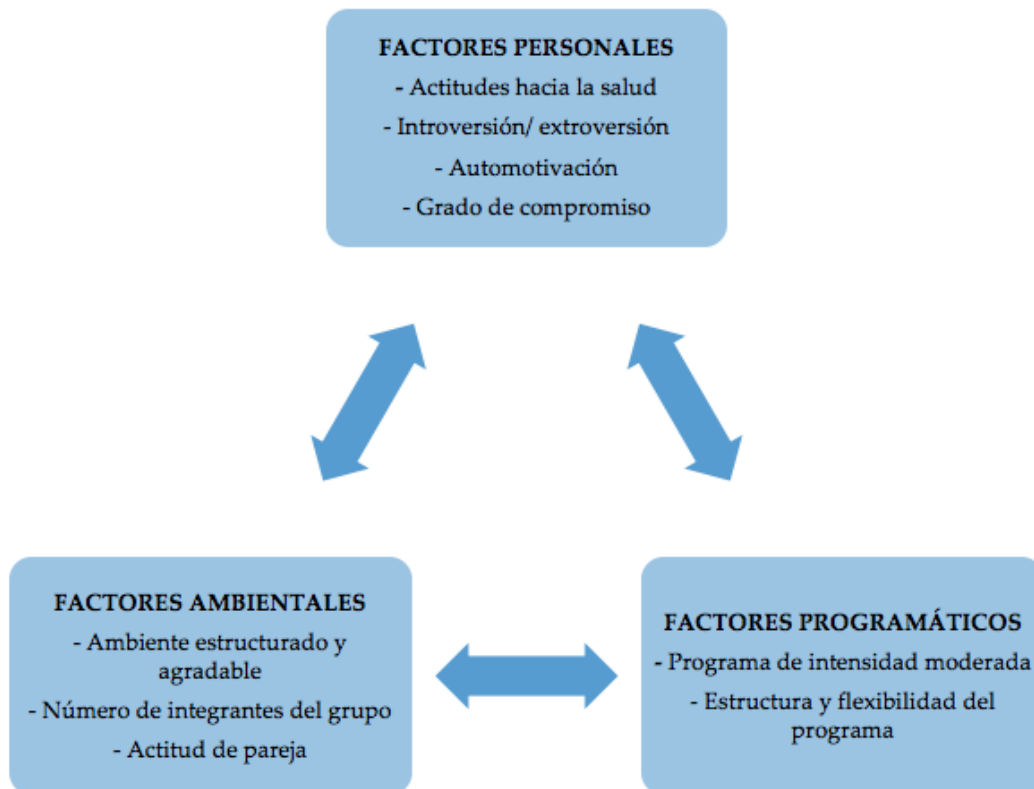 FACTORES PERSONALES
- Actitudes hacia la salud
- Introversión/ extroversión
- Automotivación
- Grado de compromiso
FACTORES AMBIENTALES
- Ambiente estructurado y
agradable
- Número de integrantes del grupo
- Actitud de pareja
FACTORES PROGRAMÁTICOS
- Programa de intensidad moderada
- Estructura y flexibilidad del
programa